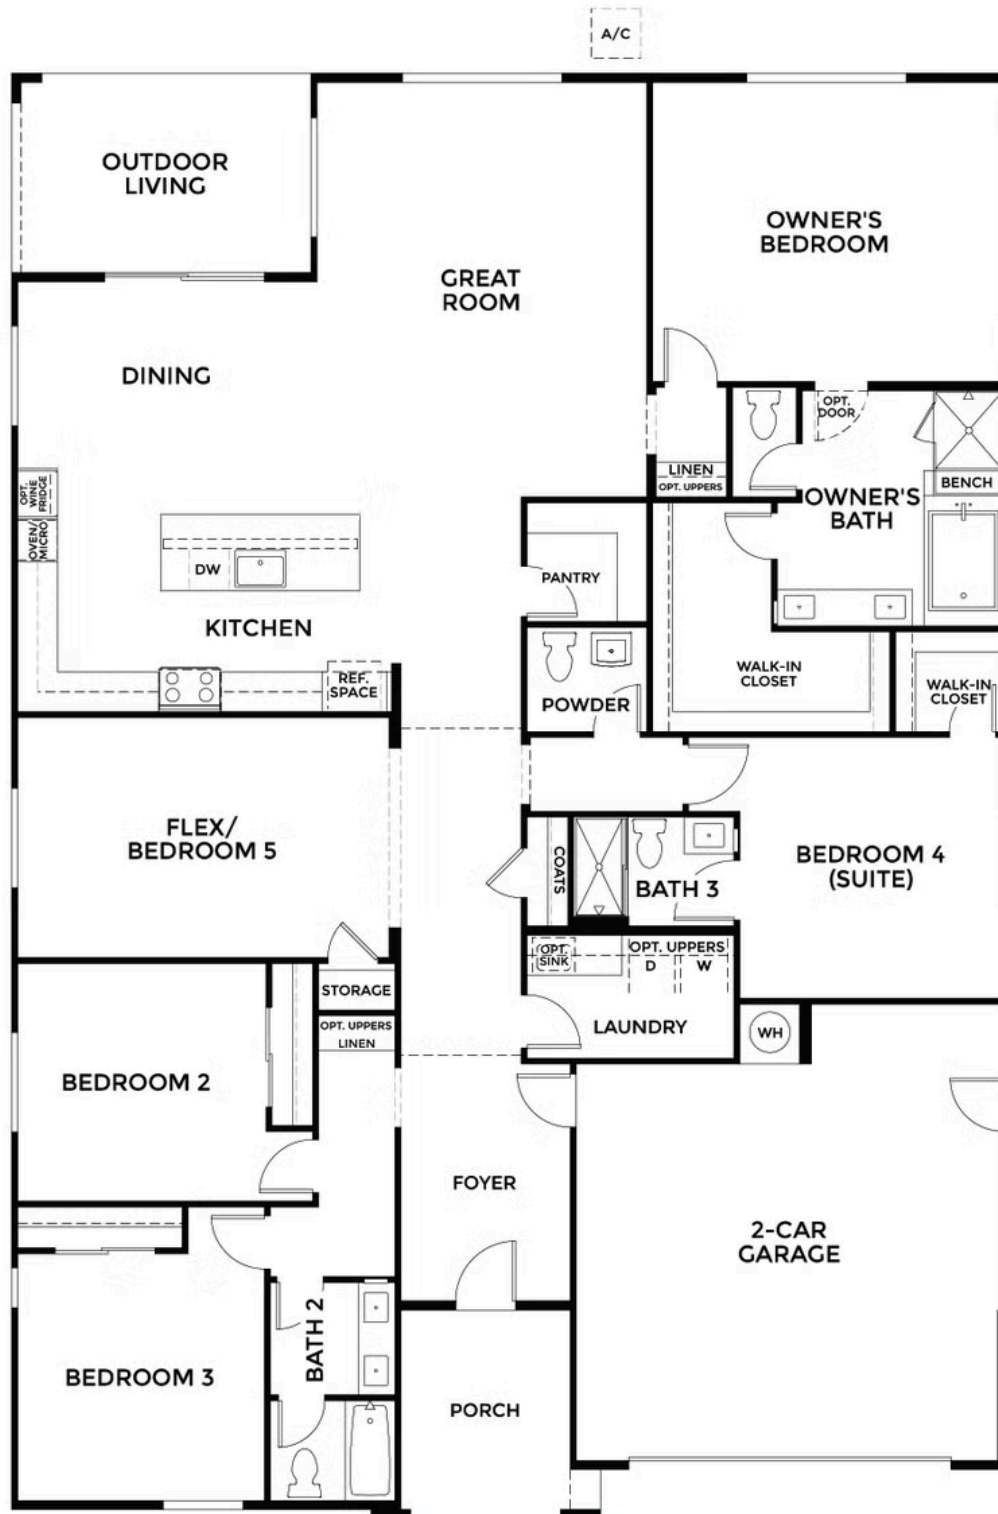 A/C
OUTDOOR
LIVING
OWNER'S
BEDROOM
GREAT
ROOM
DINING
OPT.
DOOR
LINEN
OPT. UPPERS
BENCH
OPT.
WINE
FRIDGE
OVEN/
MICRO
OWNER'S
BATH
DW
PANTRY
KITCHEN
REF.
SPACE
POWDER
WALK-IN
CLOSET
WALK-IN
CLOSET
FLEX/
BEDROOM 5
COATS
BATH 3
BEDROOM 4
(SUITE)
OPT.
SINK
OPT. UPPERS
D
W
STORAGE
OPT. UPPERS
LINEN
LAUNDRY
WH
BEDROOM 2
FOYER
2-CAR
GARAGE
BATH 2
BEDROOM 3
PORCH